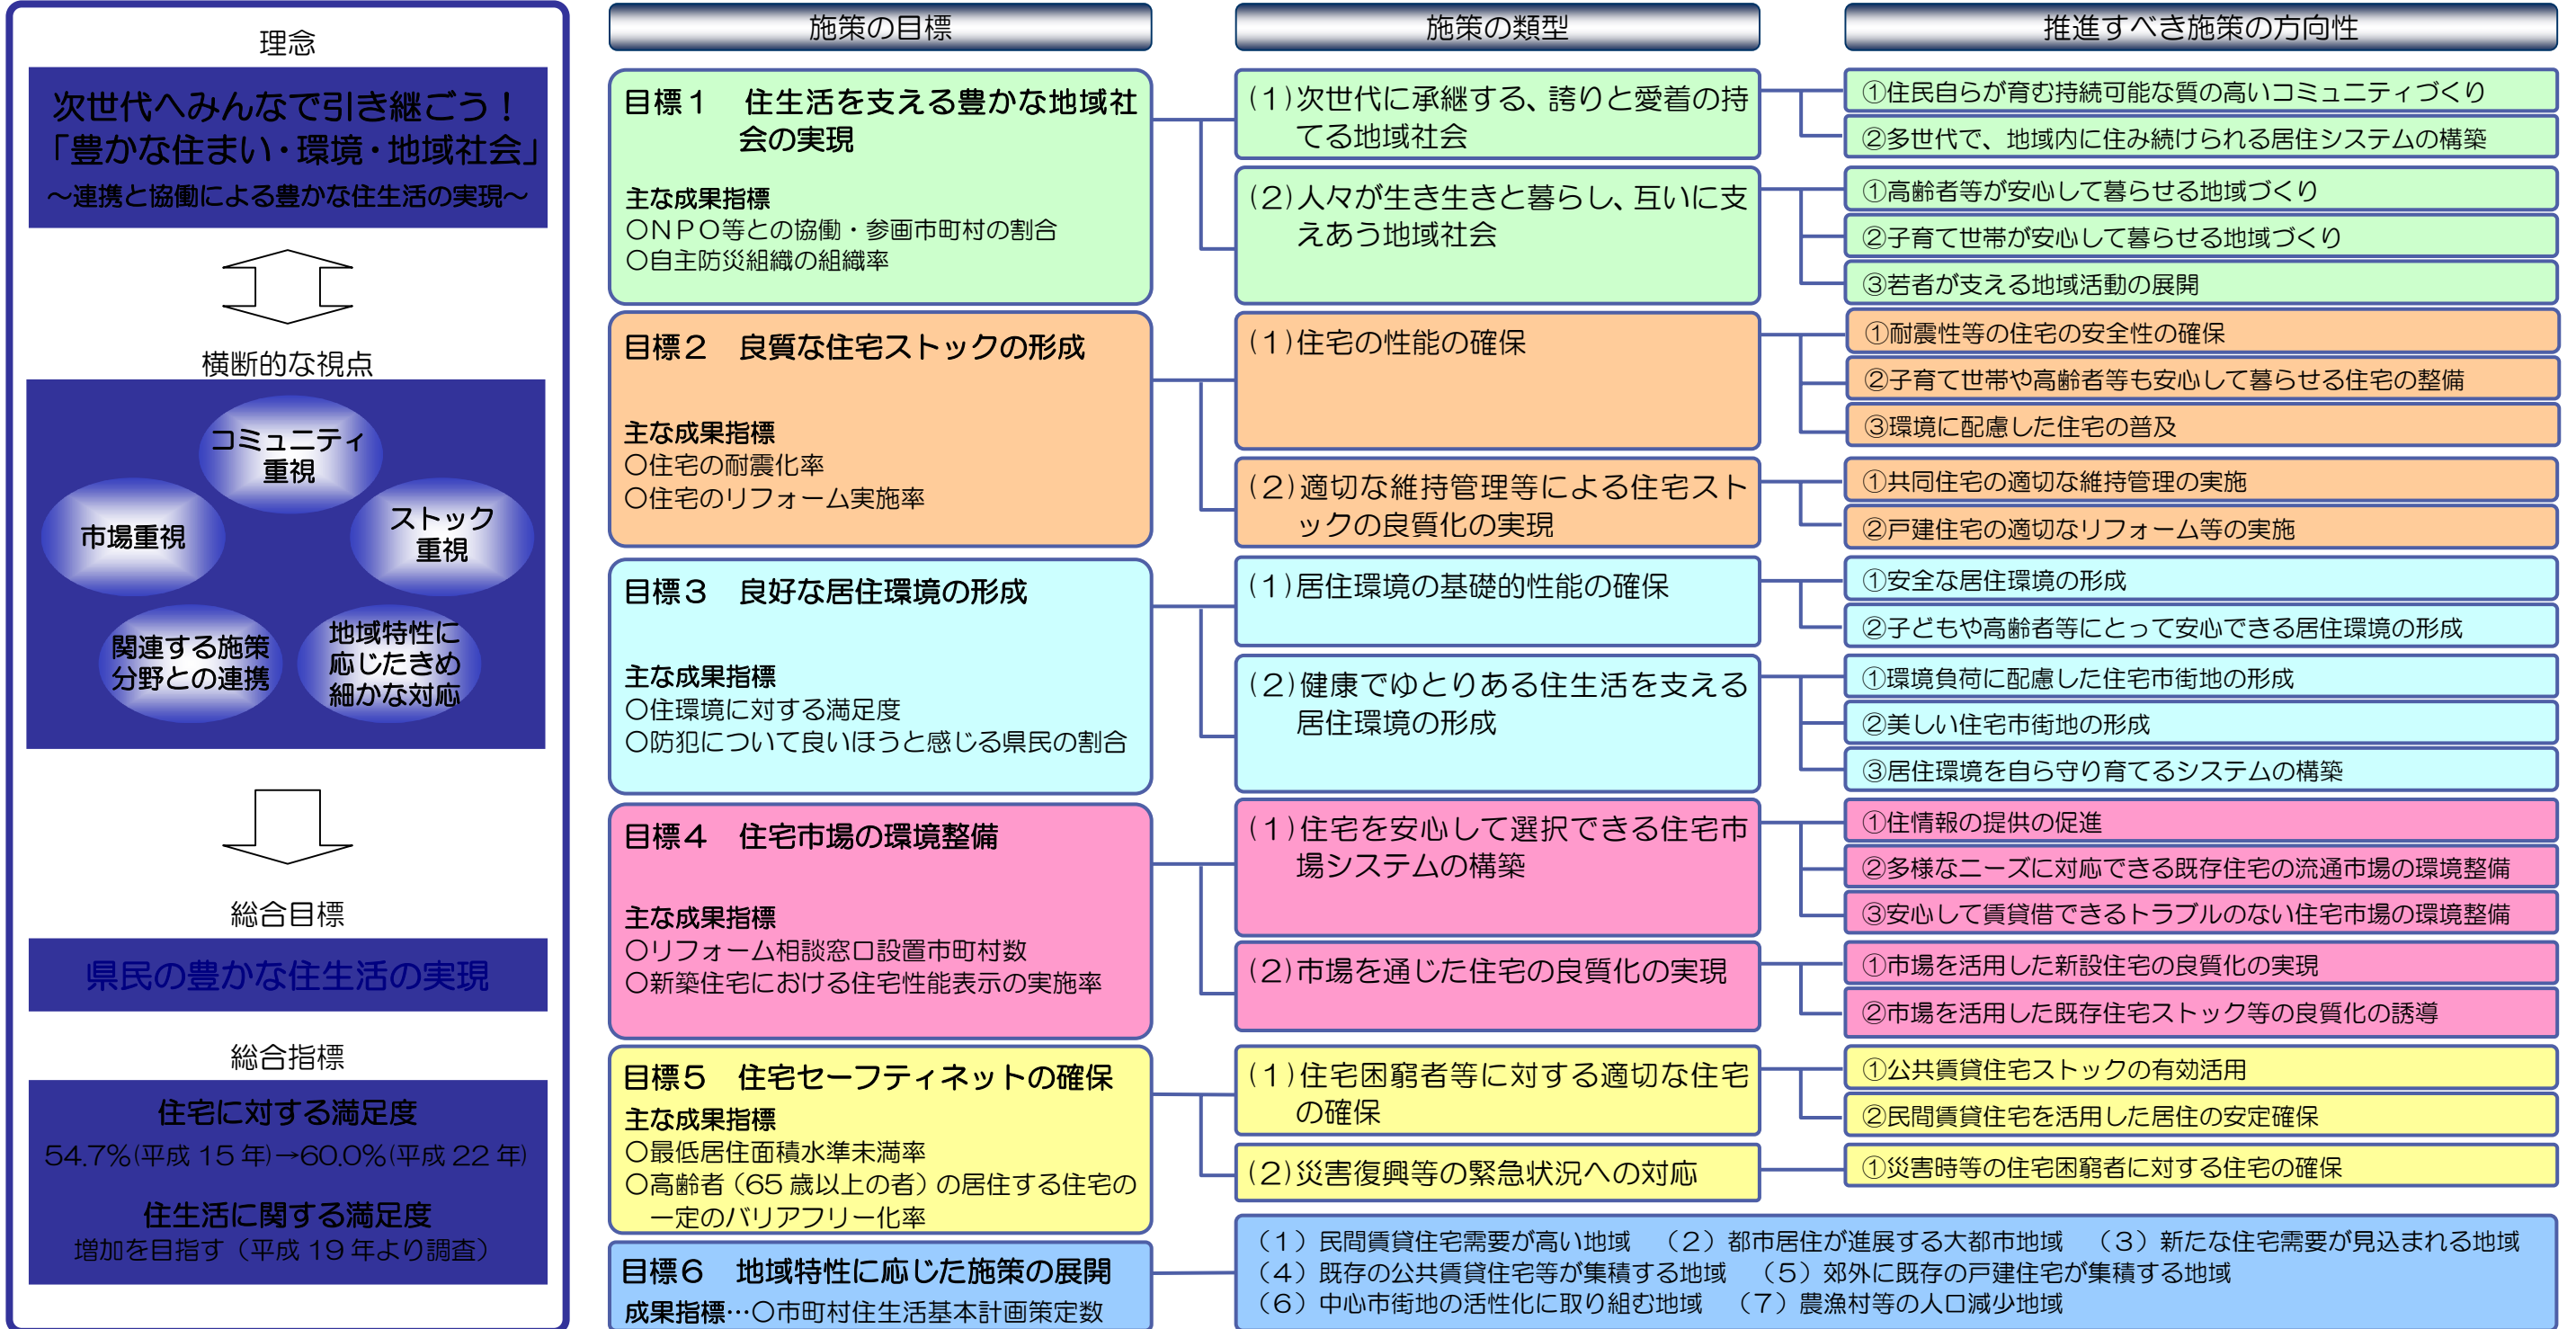 理念
次世代へみんなで引き継ごう！
「豊かな住まい・環境・地域社会」
～連携と協働による豊かな住生活の実現～
横断的な視点
コミュニティ
重視
市場重視
ストック
重視
関連する施策
分野との連携
地域特性に
応じたきめ
細かな対応
総合目標
県民の豊かな住生活の実現
総合指標
住宅に対する満足度
54.7%(平成 15 年)→60.0%(平成 22 年)
住生活に関する満足度
増加を目指す（平成 19 年より調査）
施策の目標
施策の類型
推進すべき施策の方向性
目標１　住生活を支える豊かな地域社
会の実現
主な成果指標
○ＮＰＯ等との協働・参画市町村の割合
○自主防災組織の組織率
(１)次世代に承継する、誇りと愛着の持
てる地域社会
①住民自らが育む持続可能な質の高いコミュニティづくり
②多世代で、地域内に住み続けられる居住システムの構築
(２)人々が生き生きと暮らし、互いに支
えあう地域社会
①高齢者等が安心して暮らせる地域づくり
②子育て世帯が安心して暮らせる地域づくり
③若者が支える地域活動の展開
目標２　良質な住宅ストックの形成
主な成果指標
○住宅の耐震化率
○住宅のリフォーム実施率
(１)住宅の性能の確保
①耐震性等の住宅の安全性の確保
②子育て世帯や高齢者等も安心して暮らせる住宅の整備
③環境に配慮した住宅の普及
(２)適切な維持管理等による住宅スト
ックの良質化の実現
①共同住宅の適切な維持管理の実施
②戸建住宅の適切なリフォーム等の実施
目標３　良好な居住環境の形成
主な成果指標
○住環境に対する満足度
○防犯について良いほうと感じる県民の割合
(１)居住環境の基礎的性能の確保
①安全な居住環境の形成
②子どもや高齢者等にとって安心できる居住環境の形成
(２)健康でゆとりある住生活を支える
居住環境の形成
①環境負荷に配慮した住宅市街地の形成
②美しい住宅市街地の形成
③居住環境を自ら守り育てるシステムの構築
目標４　住宅市場の環境整備
主な成果指標
○リフォーム相談窓口設置市町村数
○新築住宅における住宅性能表示の実施率
(１)住宅を安心して選択できる住宅市
場システムの構築
①住情報の提供の促進
②多様なニーズに対応できる既存住宅の流通市場の環境整備
③安心して賃貸借できるトラブルのない住宅市場の環境整備
(２)市場を通じた住宅の良質化の実現
①市場を活用した新設住宅の良質化の実現
②市場を活用した既存住宅ストック等の良質化の誘導
目標５　住宅セーフティネットの確保
主な成果指標
○最低居住面積水準未満率
○高齢者（65 歳以上の者）の居住する住宅の
一定のバリアフリー化率
(１)住宅困窮者等に対する適切な住宅
の確保
①公共賃貸住宅ストックの有効活用
②民間賃貸住宅を活用した居住の安定確保
(２)災害復興等の緊急状況への対応
①災害時等の住宅困窮者に対する住宅の確保
目標６　地域特性に応じた施策の展開
成果指標…○市町村住生活基本計画策定数
（１）民間賃貸住宅需要が高い地域　（２）都市居住が進展する大都市地域　（３）新たな住宅需要が見込まれる地域
（４）既存の公共賃貸住宅等が集積する地域　（５）郊外に既存の戸建住宅が集積する地域
（６）中心市街地の活性化に取り組む地域　（７）農漁村等の人口減少地域